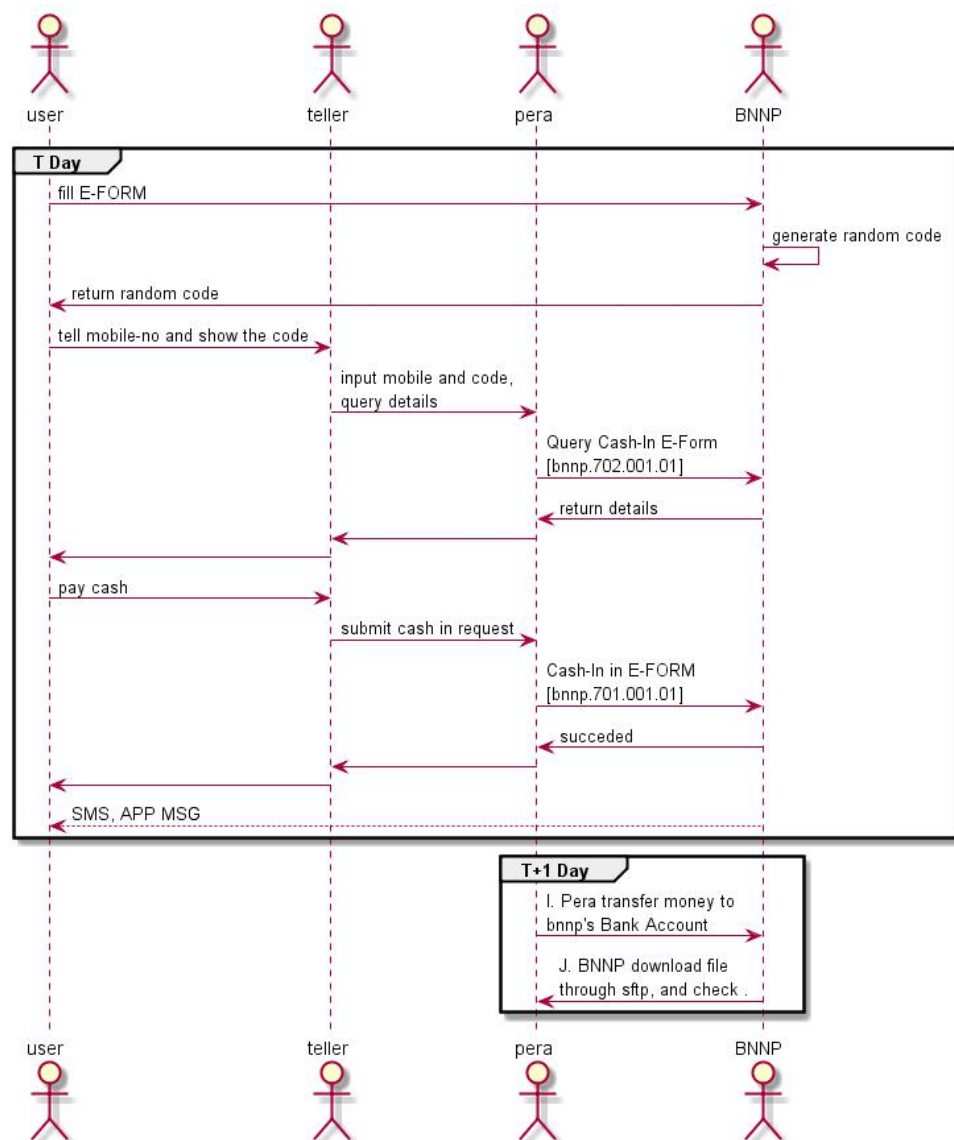 user teller pera BNNP
T Day
fill E-FORM
generate random code
return random code
tell mobile-no and show the code
input mobile and code,
query details
Query Cash-In E-Form
[bnnp.702.001.01]
return details
pay cash
submit cash in request
Cash-In in E-FORM
[bnnp.701.001.01]
succeded
SMS, APP MSG
T+1 Day
I. Pera transfer money to
bnnp's Bank Account
J. BNNP download file
through sftp, and check .
user teller pera BNNP